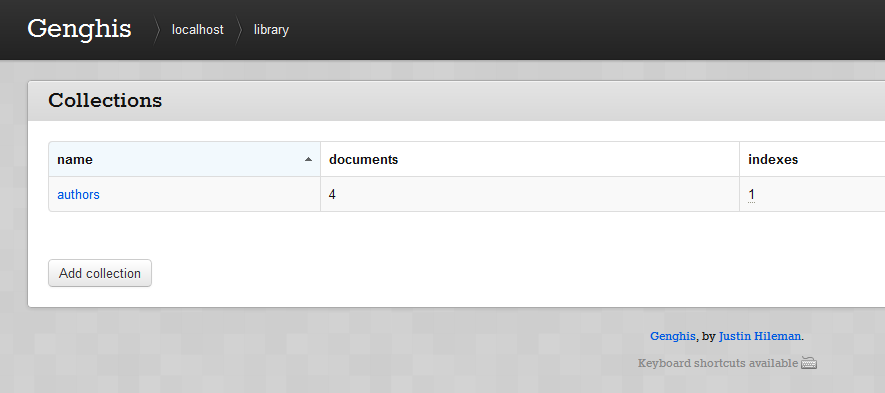 Genghis localhost library
Collections
name documents indexes
authors 4 1
Add collection
Genghis, by Justin Hileman.
Keyboard shortcuts available